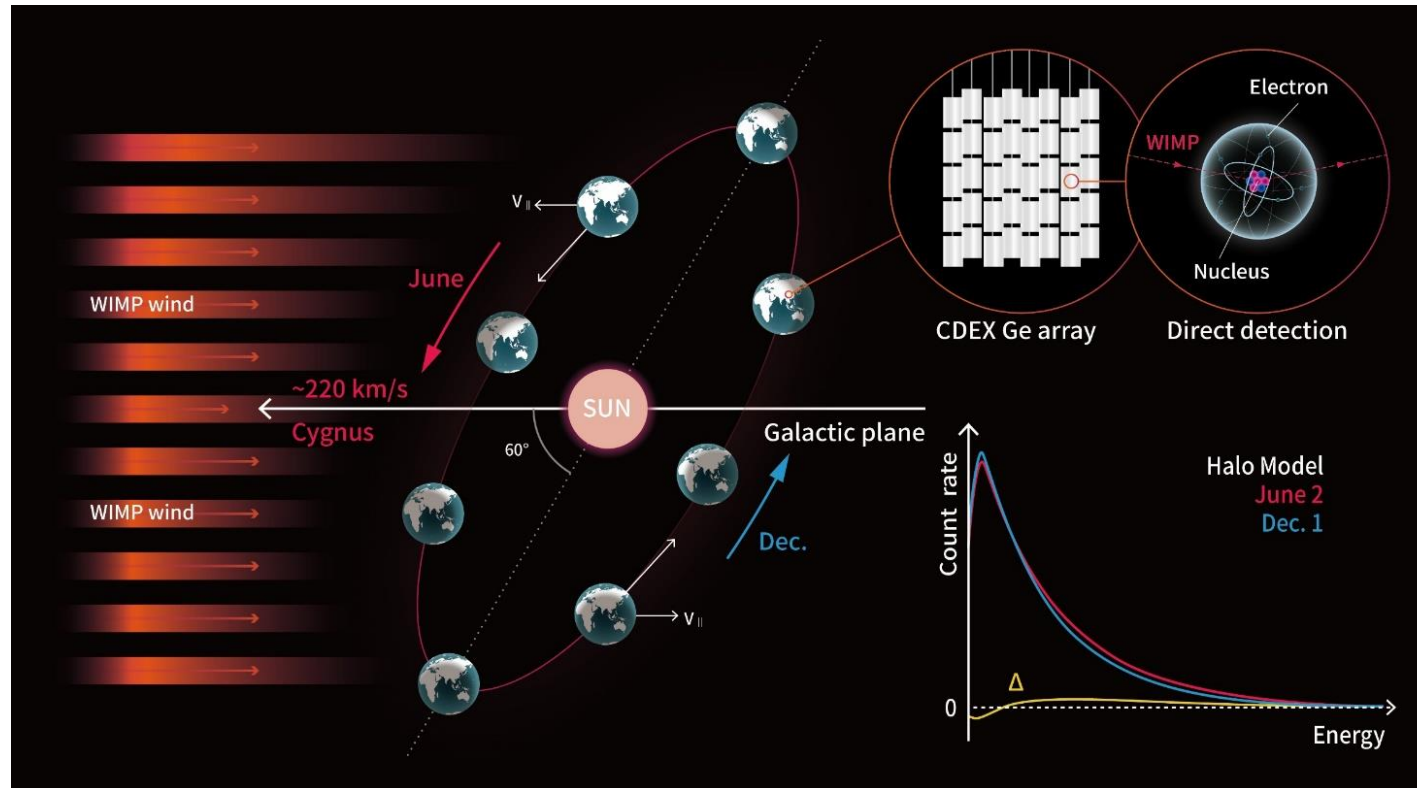 Electron
WIMP
V ||
June
Nucleus
WIMP wind
CDEX Ge array
Direct detection
~220 km/s
SUN
Cygnus
Galactic plane
60°
Halo Model
June 2
Dec. 1
Count rate
WIMP wind
Dec.
V ||
Δ
0
Energy